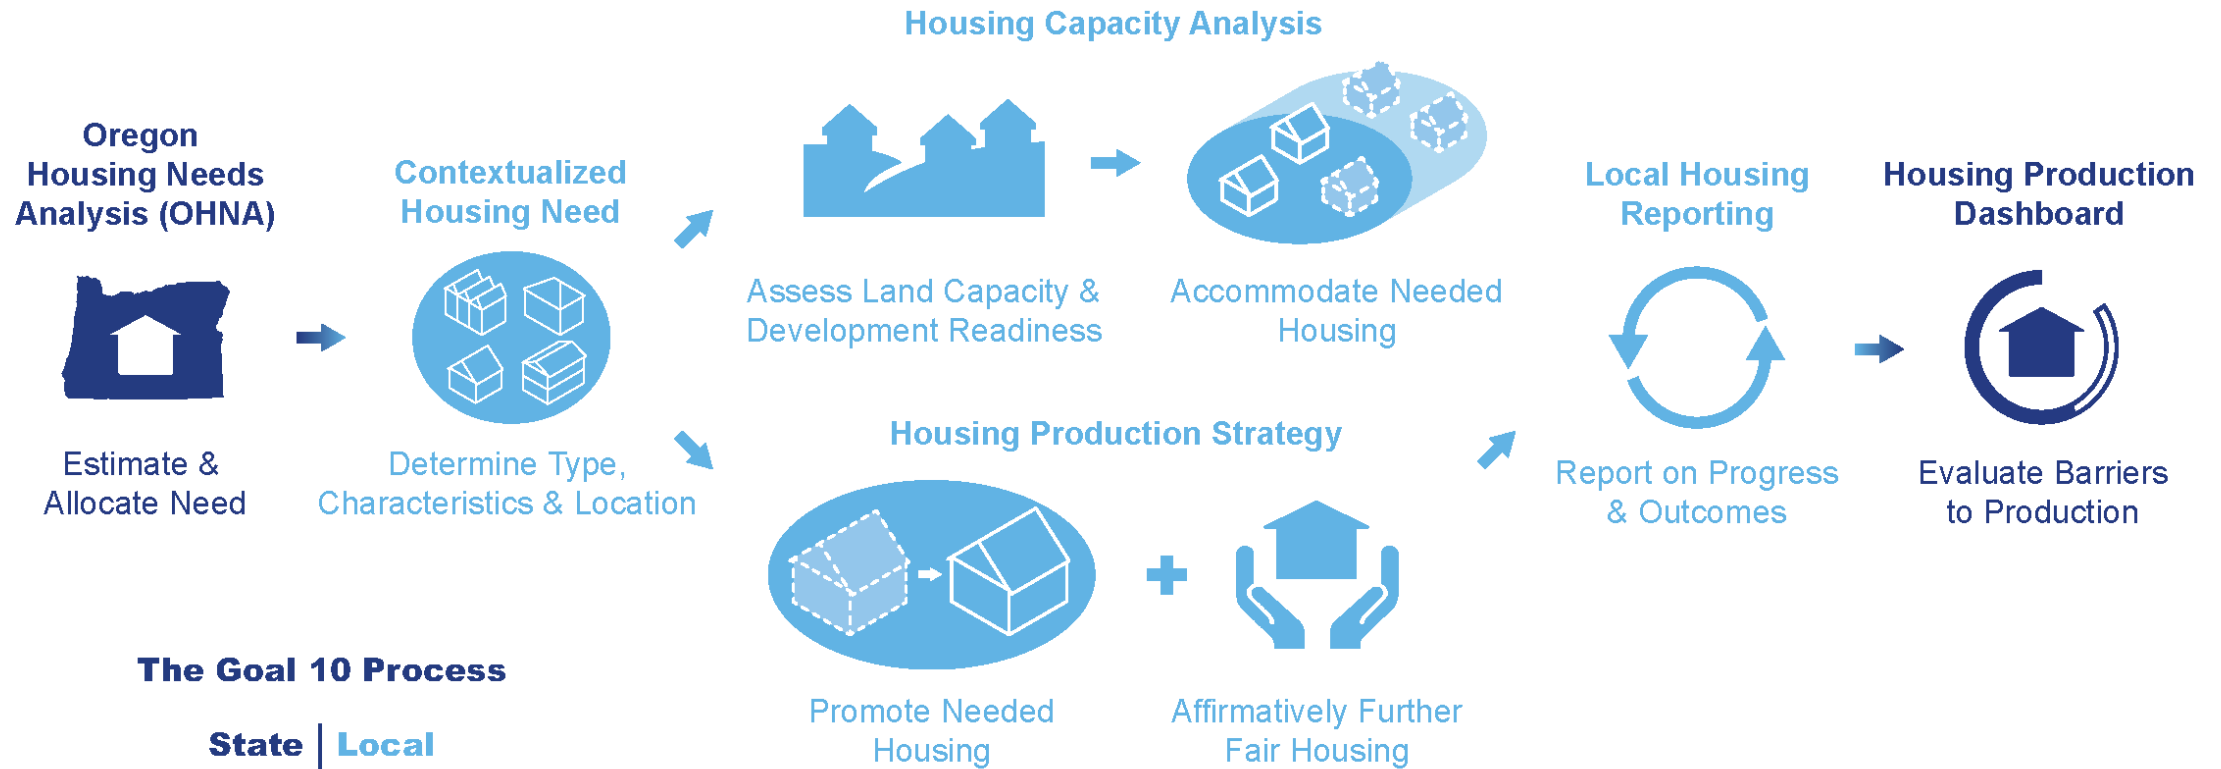 Oregon
Housing Needs
Analysis (OHNA)
Estimate &
Allocate Need
Contextualized
Housing Need
Determine Type,
Characteristics & Location
Housing Capacity Analysis
Assess Land Capacity &
Development Readiness
Accommodate Needed
Housing
Housing Production Strategy
Promote Needed
Housing
Affirmatively Further
Fair Housing
Local Housing
Reporting
Report on Progress
& Outcomes
Housing Production
Dashboard
Evaluate Barriers
to Production
The Goal 10 Process
State | Local